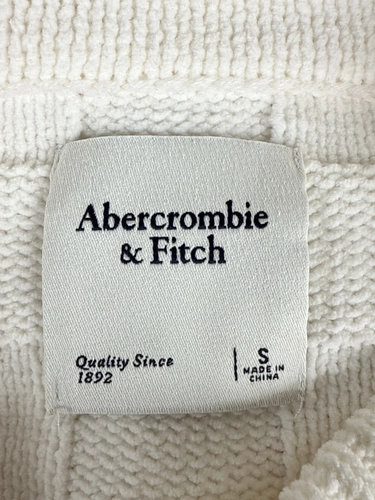 Abercrombie
& Fitch
Quality Since
1892
S
MADE IN
CHINA